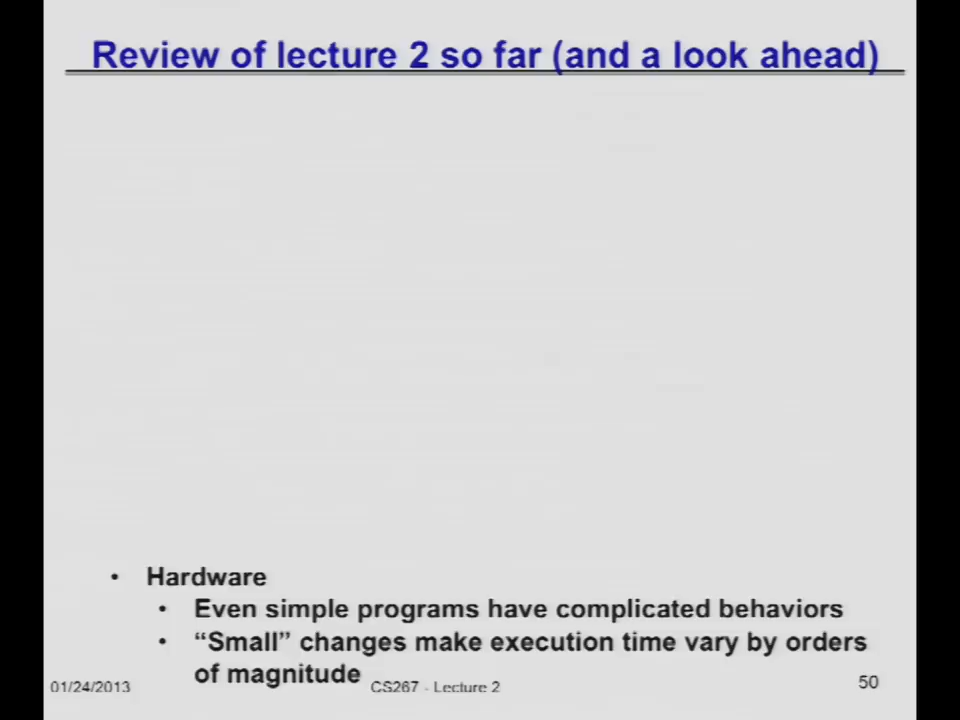 Review of lecture 2 so far (and a look ahead)
• Hardware
• Even simple programs have complicated behaviors
• “Small” changes make execution time vary by orders
of magnitude
01/24/2013
CS267 - Lecture 2
50